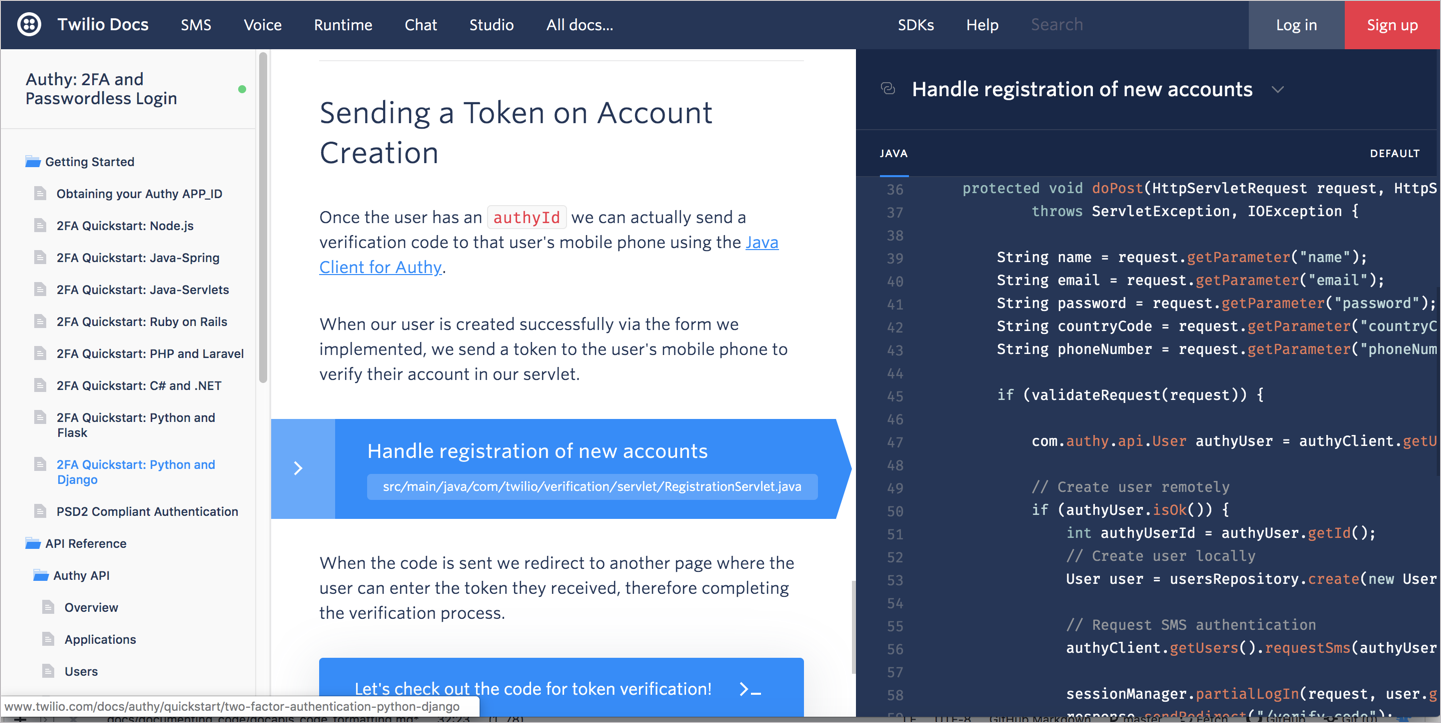 Twilio Docs SMS Voice Runtime Chat Studio All docs... SDKs Help Search Log in Sign up
Authy: 2FA and
Passwordless Login
Getting Started
Obtaining your Authy APP_ID
2FA Quickstart: Node.js
2FA Quickstart: Java-Spring
2FA Quickstart: Java-Servlets
2FA Quickstart: Ruby on Rails
2FA Quickstart: PHP and Laravel
2FA Quickstart: C# and .NET
2FA Quickstart: Python and
Flask
2FA Quickstart: Python and
Django
PSD2 Compliant Authentication
API Reference
Authy API
Overview
Applications
Users
www.twilio.com/docs/authy/quickstart/two-factor-authentication-python-django
Sending a Token on Account
Creation
Once the user has an authyId we can actually send a
verification code to that user's mobile phone using the Java
Client for Authy.
When our user is created successfully via the form we
implemented, we send a token to the user's mobile phone to
verify their account in our servlet.
Handle registration of new accounts
src/main/java/com/twilio/verification/servlet/RegistrationServlet.java
When the code is sent we redirect to another page where the
user can enter the token they received, therefore completing
the verification process.
Let's check out the code for token verification!
Handle registration of new accounts
JAVA DEFAULT
36 protected void doPost(HttpServletRequest request, HttpS
37 throws ServletException, IOException {
38
39 String name = request.getParameter("name");
40 String email = request.getParameter("email");
41 String password = request.getParameter("password");
42 String countryCode = request.getParameter("countryC
43 String phoneNumber = request.getParameter("phoneNum
44
45 if (validateRequest(request)) {
46
47 com.authy.api.User authyUser = authyClient.getU
48
49 // Create user remotely
50 if (authyUser.isOk()) {
51 int authyUserId = authyUser.getId();
52 // Create user locally
53 User user = usersRepository.create(new User
54
55 // Request SMS authentication
56 authyClient.getUsers().requestSms(authyUser
57
58 sessionManager.partialLogIn(request, user.g
response.sendRedirect("/verify-code");